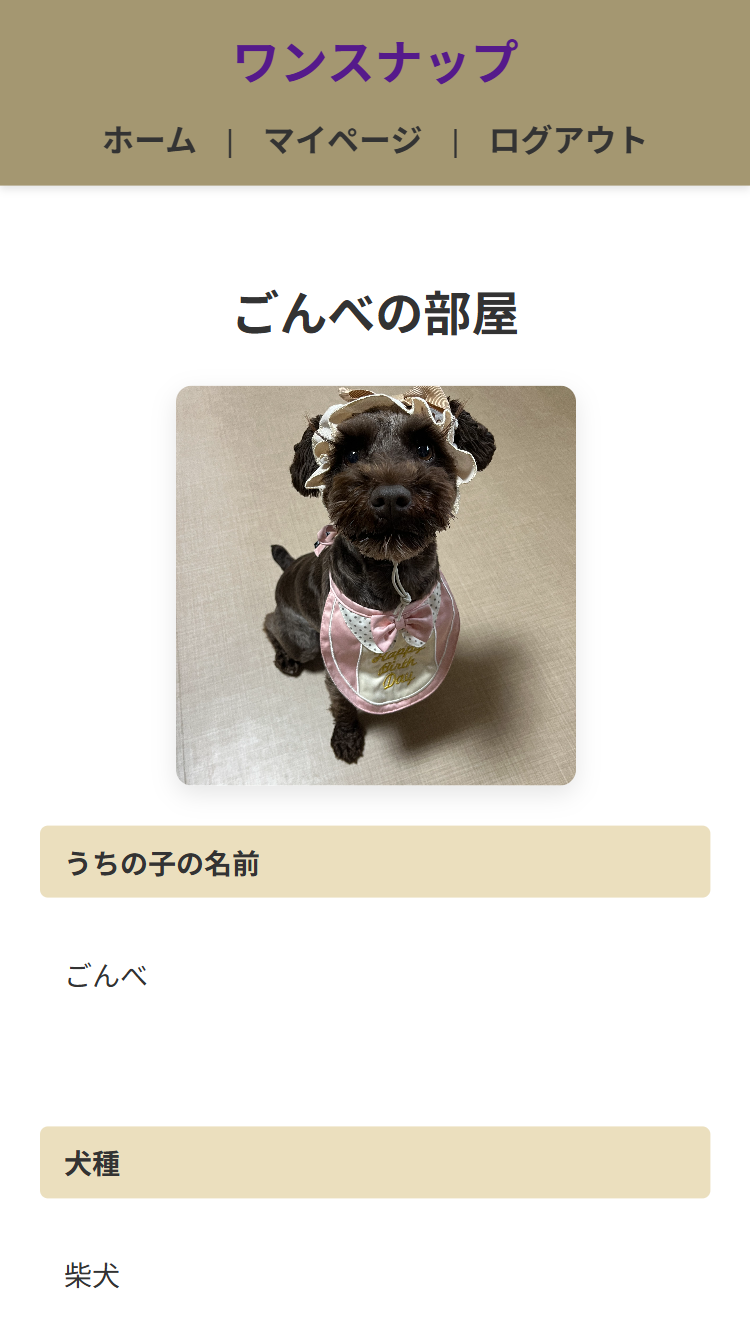 ワンスナップ
ホーム | マイページ | ログアウト
ごんべの部屋
Happy
Birth
Day
うちの子の名前
ごんべ
犬種
柴犬